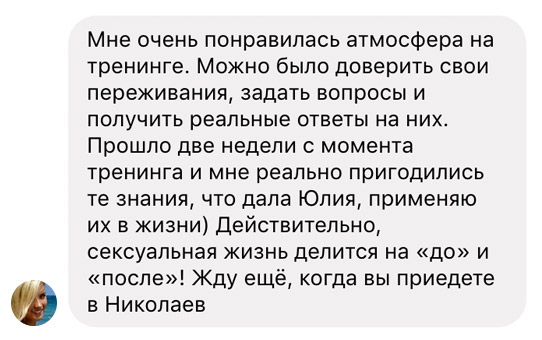 Мне очень понравилась атмосфера на
тренинге. Можно было доверить свои
переживания, задать вопросы и
получить реальные ответы на них.
Прошло две недели с момента
тренинга и мне реально пригодились
те знания, что дала Юлия, применяю
их в жизни) Действительно,
сексуальная жизнь делится на «до» и
«после»! Жду ещё, когда вы приедете
в Николаев